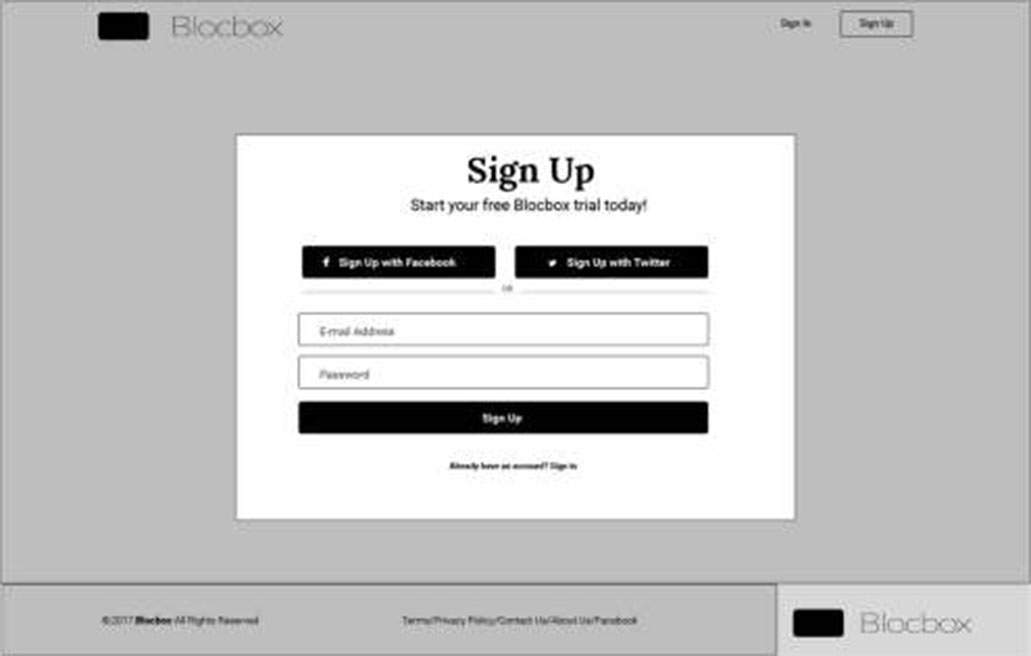 Blocbox
Sign In
Sign Up
Sign Up
Start your free Blocbox trial today!
Sign Up with Facebook
Sign Up with Twitter
OR
E-mail Address
Password
Sign Up
Already have an account? Sign In
©2017 Blocbox All Rights Reserved
Terms/Privacy Policy/Contact Us/About Us/Facebook
Blocbox